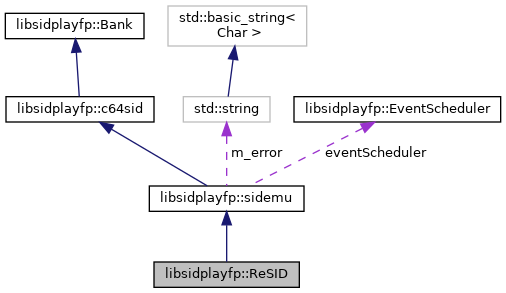 libsidplayfp::Bank
std::basic_string<
Char >
libsidplayfp::c64sid
std::string
libsidplayfp::EventScheduler
m_error
eventScheduler
libsidplayfp::sidemu
libsidplayfp::ReSID